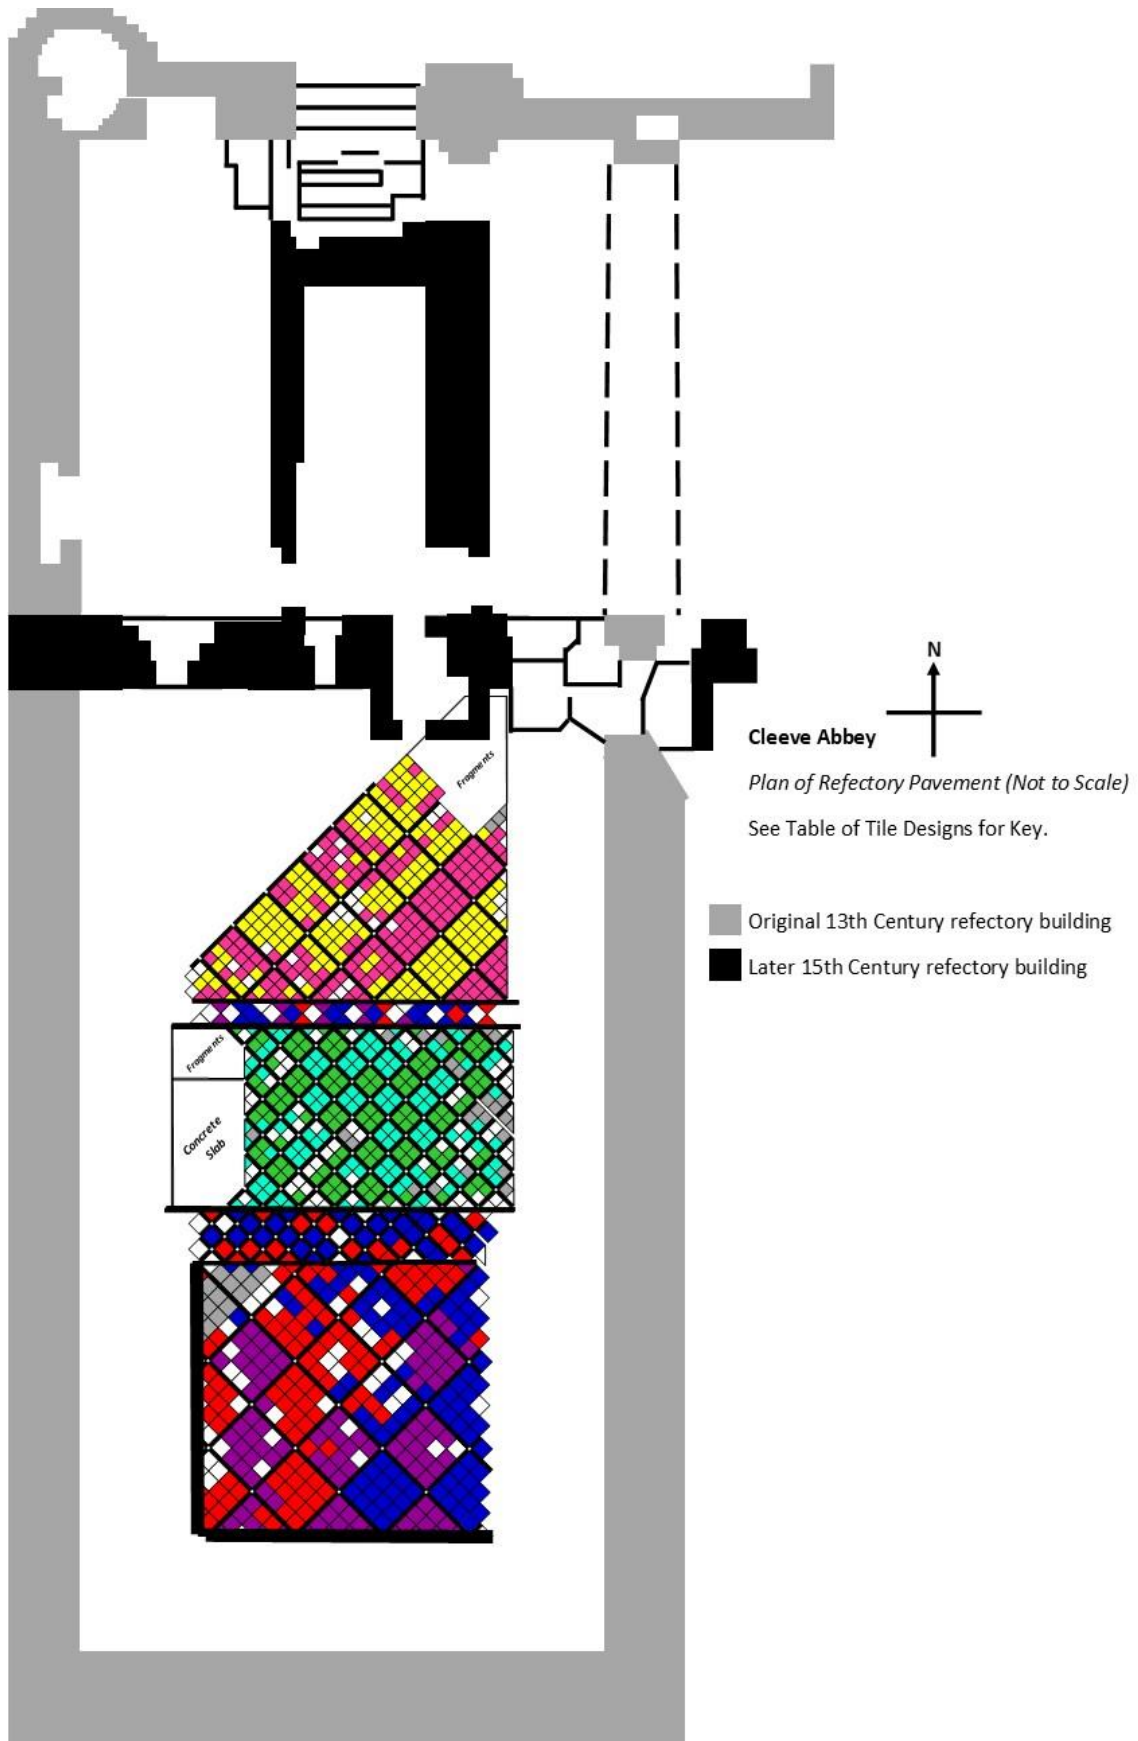 N
Cleeve Abbey
Plan of Refectory Pavement (Not to Scale)
See Table of Tile Designs for Key.
Fragments
Original 13th Century refectory building
Later 15th Century refectory building
Fragments
Concrete
Slab